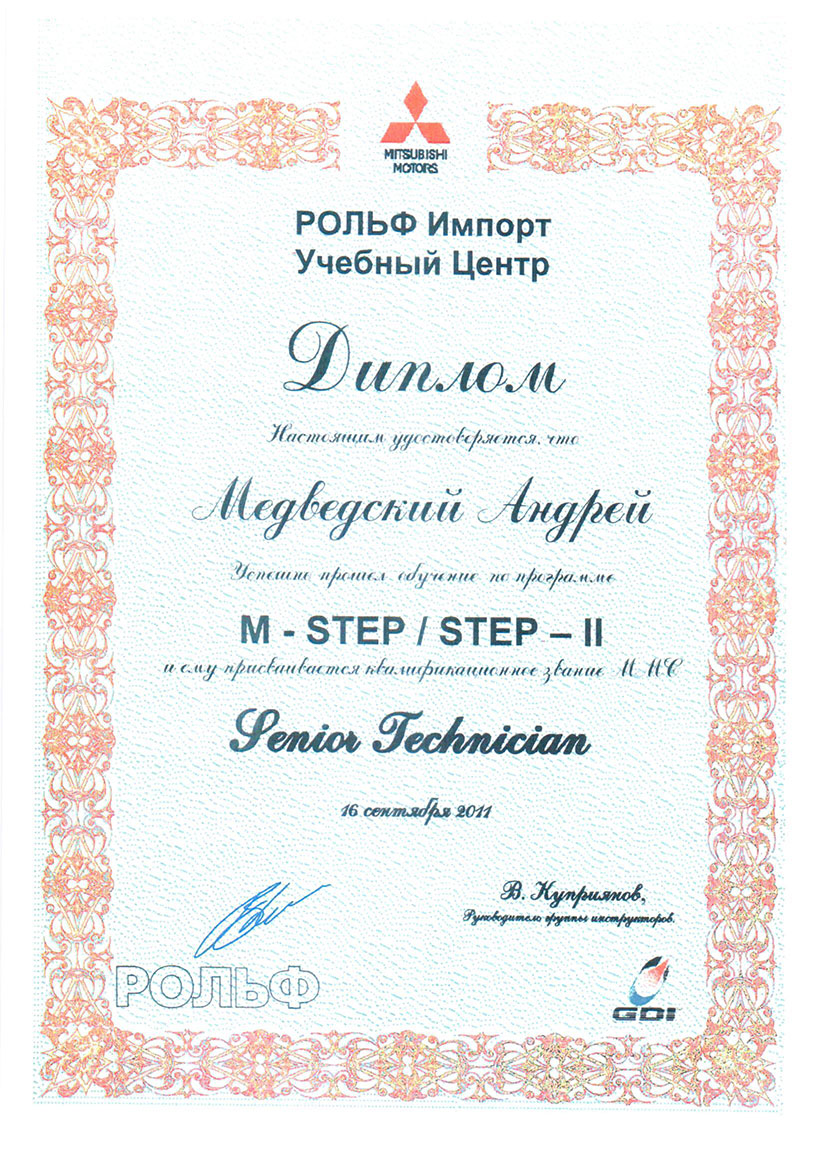 MITSUBISHI
MOTORS
РОЛЬФ Импорт
Учебный Центр
Диплом
Настоящим удостоверяется, что
Медведский Андрей
Успешно прошел обучение по программе
M - STEP / STEP – II
и ему присваивается квалификационное звание ММС
Senior Technician
16 сентября 2011
В. Куприянов,
Руководитель группы инструкторов.
РОЛЬФ
GDI